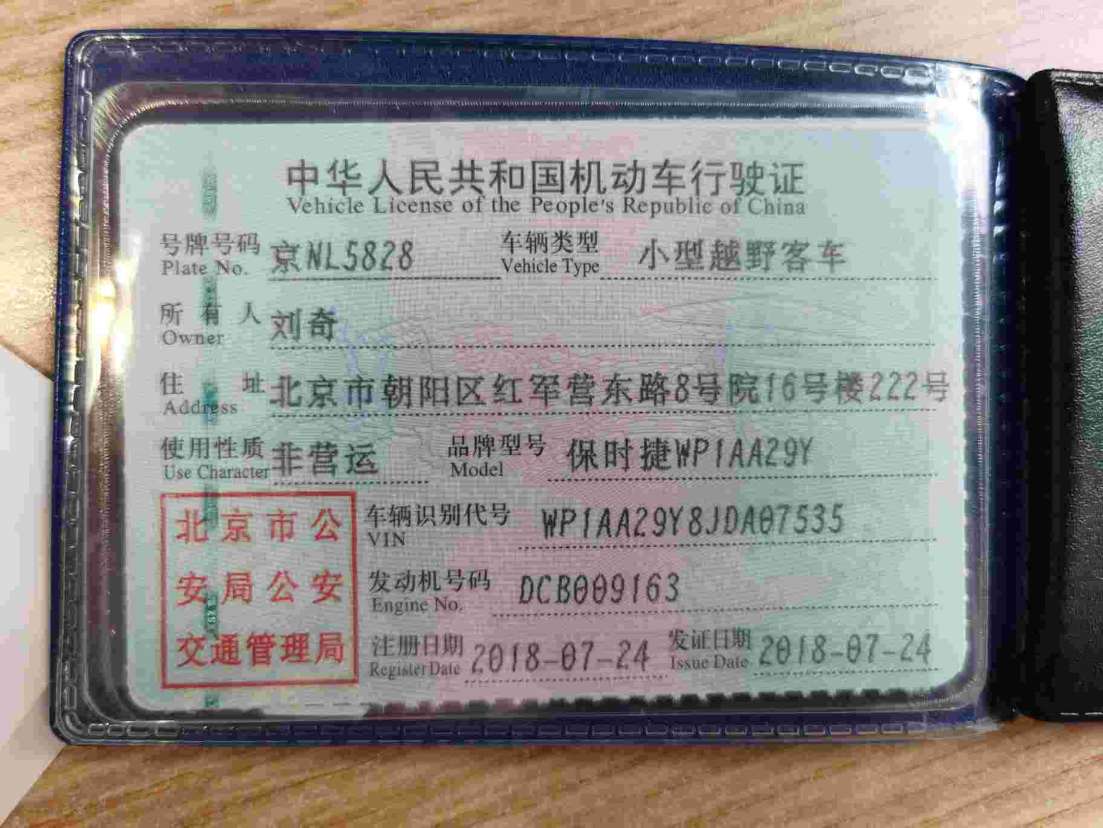 中华人民共和国机动车行驶证
Vehicle License of the People's Republic of China
号牌号码 京NL5828 车辆类型 小型越野客车
Plate No. Vehicle Type
所有人 刘奇
Owner
住址 北京市朝阳区红军营东路8号院16号楼222号
Address
使用性质 非营运 品牌型号 保时捷WP1AA29Y
Use Character Model
车辆识别代号 WP1AA29Y8JDA07535
VIN
发动机号码 DCB009163
Engine No.
注册日期 2018-07-24 发证日期 2018-07-24
Register Date Issue Date
北京市公
安局公安
交通管理局